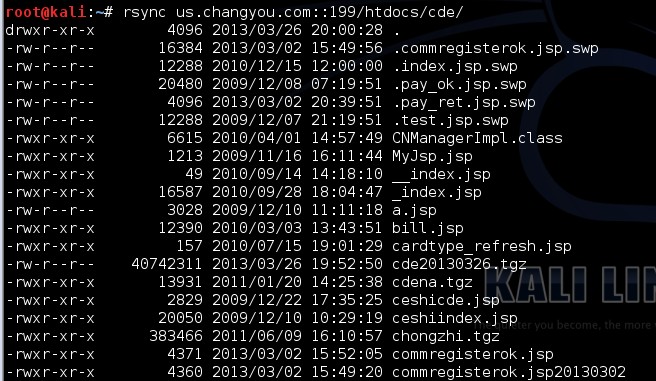 root@kali:~# rsync us.changyou.com::199/htdocs/cde/
drwxr-xr-x        4096 2013/03/26 20:00:28 .
-rw-r--r--       16384 2013/03/02 15:49:56 .commregisterok.jsp.swp
-rw-r--r--       12288 2010/12/15 12:00:00 .index.jsp.swp
-rw-r--r--       20480 2009/12/08 07:19:51 .pay_ok.jsp.swp
-rw-r--r--        4096 2013/03/02 20:39:51 .pay_ret.jsp.swp
-rw-r--r--       12288 2009/12/07 21:19:51 .test.jsp.swp
-rwxr-xr-x        6615 2010/04/01 14:57:49 CNManagerImpl.class
-rwxr-xr-x        1213 2009/11/16 16:11:44 MyJsp.jsp
-rwxr-xr-x          49 2010/09/14 14:18:10 __index.jsp
-rwxr-xr-x       16587 2010/09/28 18:04:47 _index.jsp
-rw-r--r--        3028 2009/12/10 11:11:18 a.jsp
-rwxr-xr-x       12390 2010/03/03 13:43:51 bill.jsp
-rwxr-xr-x         157 2010/07/15 19:01:29 cardtype_refresh.jsp
-rw-r--r--    40742311 2013/03/26 19:52:50 cde20130326.tgz
-rwxr-xr-x       13931 2011/01/20 14:25:38 cdena.tgz
-rwxr-xr-x        2829 2009/12/22 17:35:25 ceshicde.jsp
-rwxr-xr-x       20050 2009/12/10 10:29:19 ceshiindex.jsp
-rwxr-xr-x      383466 2011/06/09 16:10:57 chongzhi.tgz
-rwxr-xr-x        4371 2013/03/02 15:52:05 commregisterok.jsp
-rwxr-xr-x        4360 2013/03/02 15:49:20 commregisterok.jsp20130302
KALI LIN
The quieter you become, the more